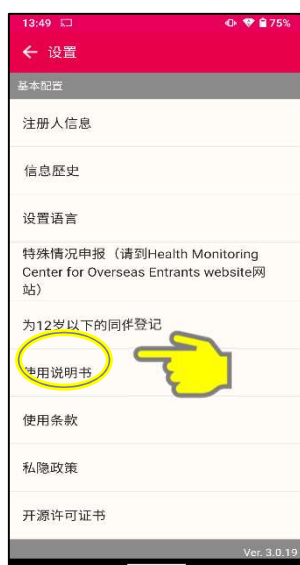 13:49 75%
← 设置
基本配置
注册人信息
信息歷史
设置语言
特殊情况申报（请到Health Monitoring
Center for Overseas Entrants website网
站）
为12岁以下的同伴登记
使用说明书
使用条款
私隐政策
开源许可证书
Ver. 3.0.19